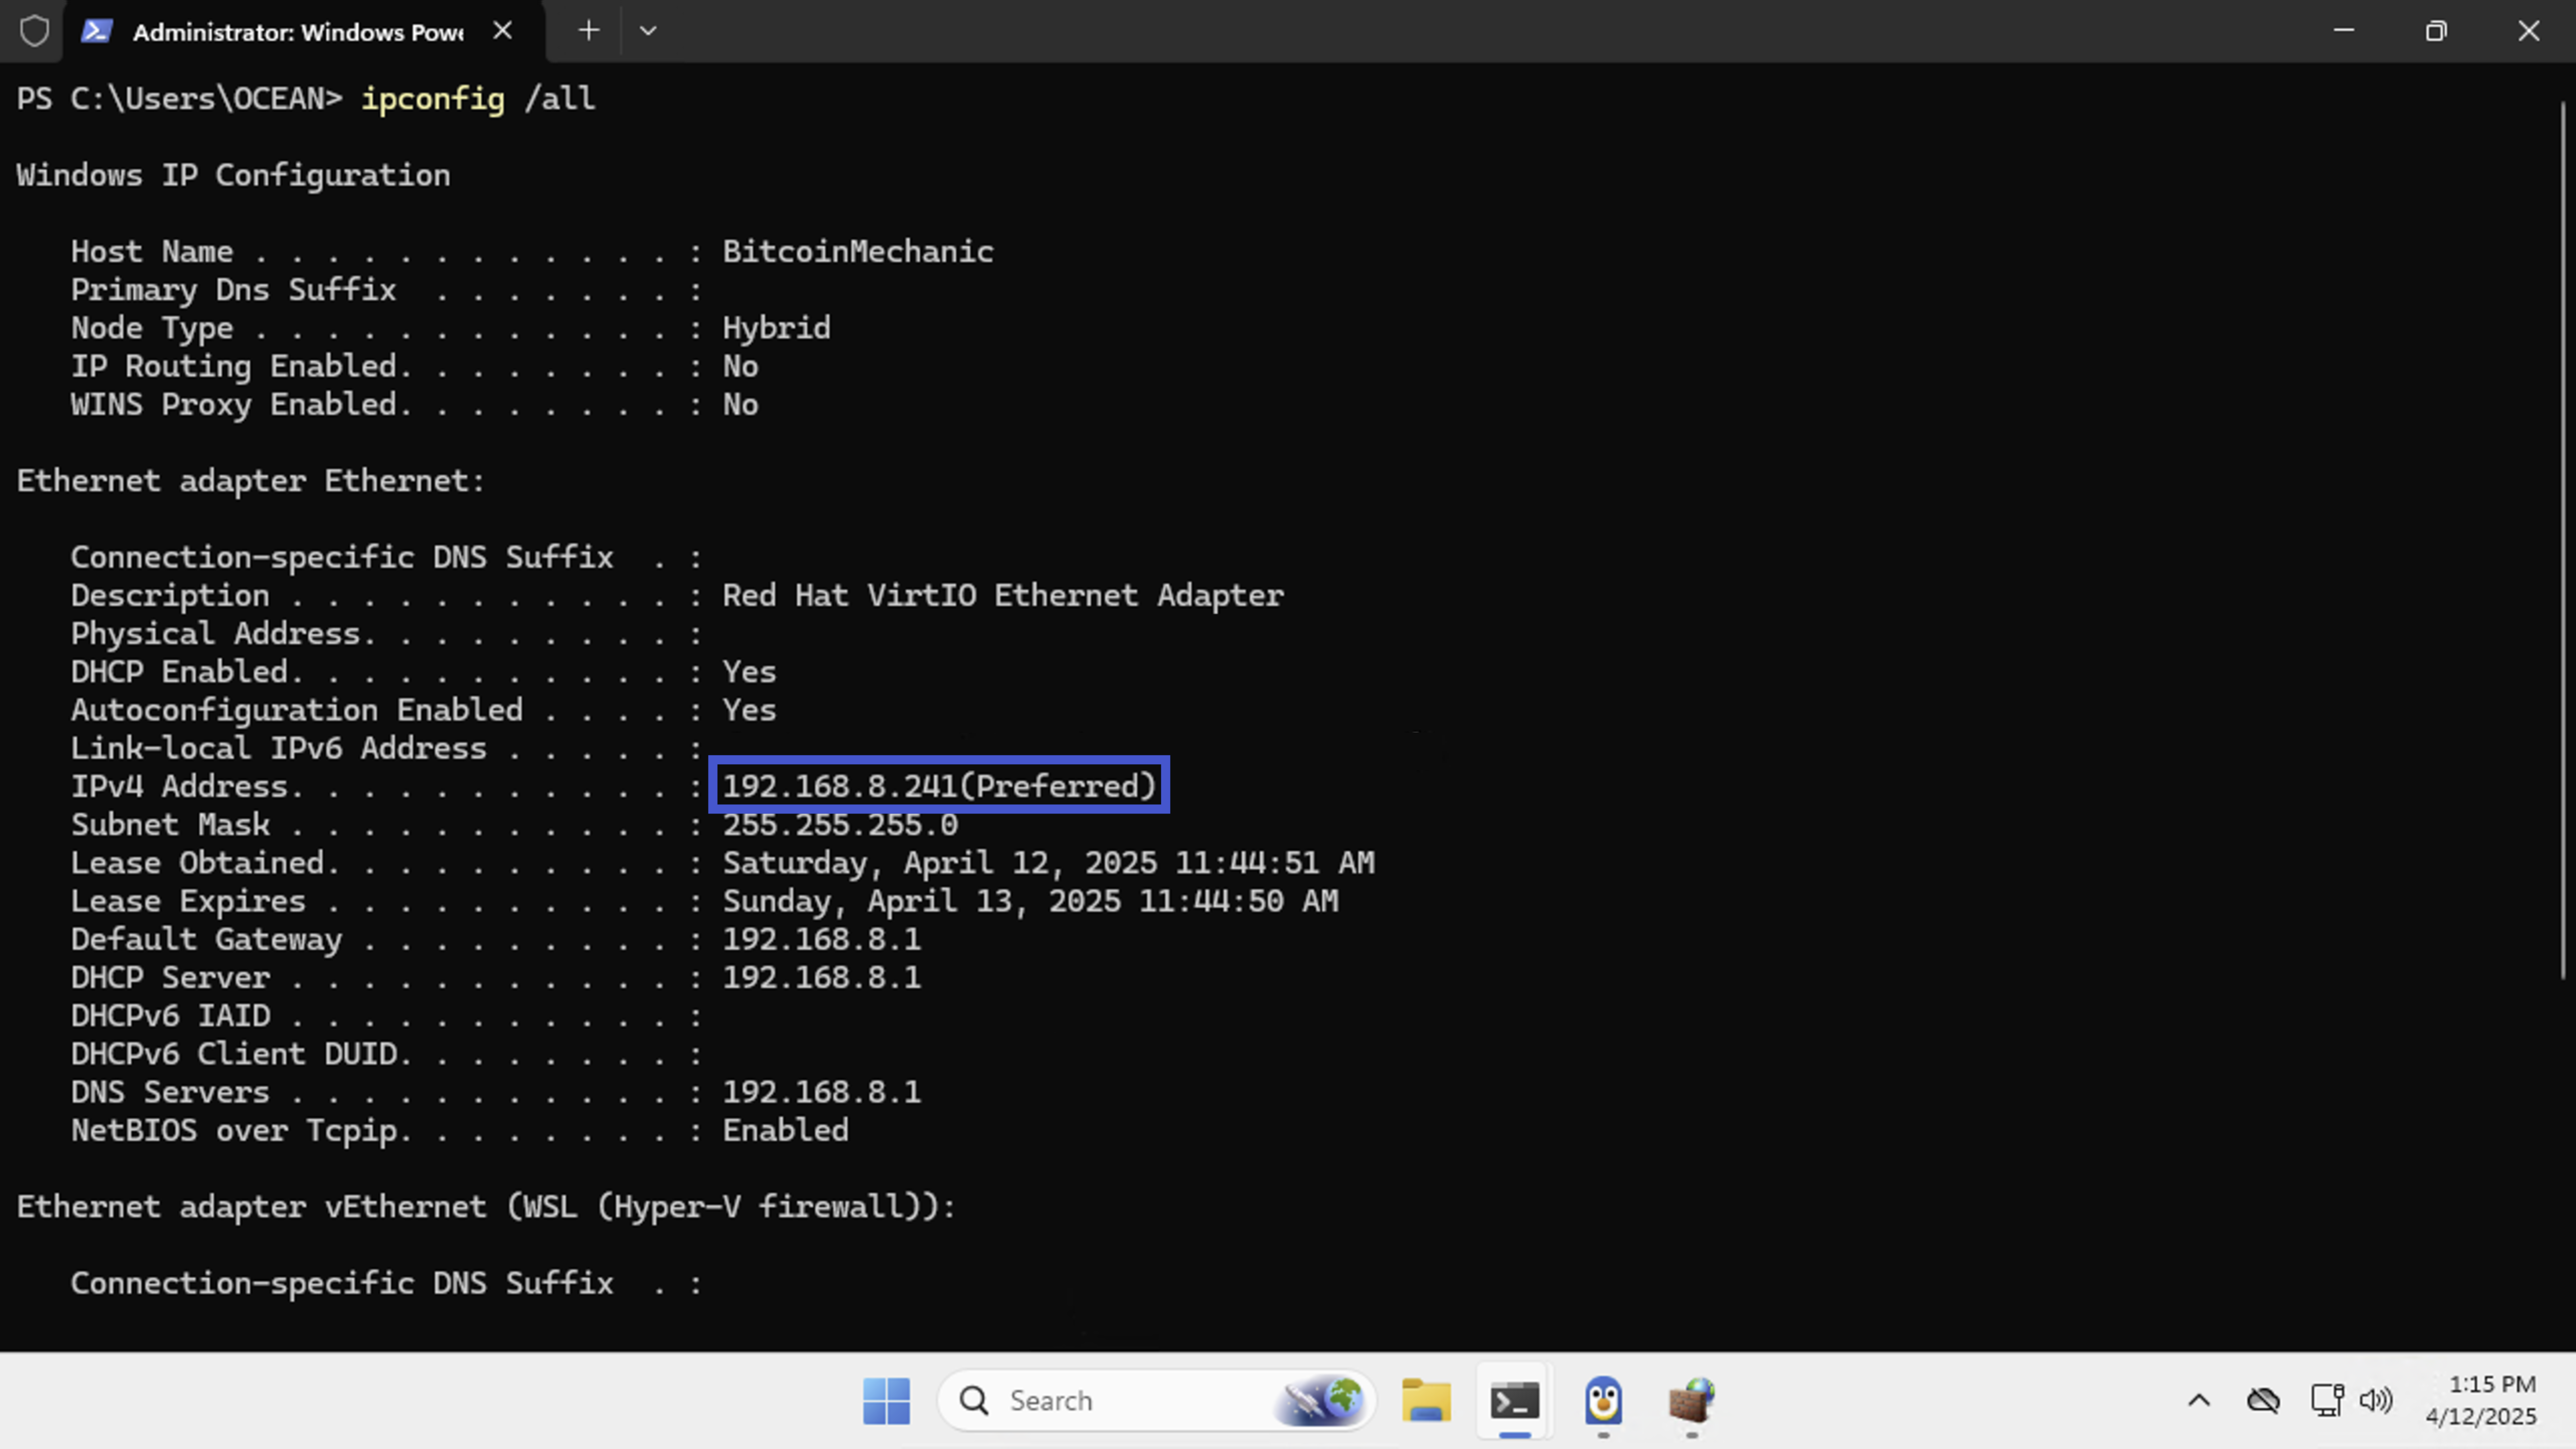 Administrator: Windows Powe
PS C:\Users\OCEAN> ipconfig /all
Windows IP Configuration
Host Name . . . . . . . . . . . . : BitcoinMechanic
Primary Dns Suffix  . . . . . . . :
Node Type . . . . . . . . . . . . : Hybrid
IP Routing Enabled. . . . . . . . : No
WINS Proxy Enabled. . . . . . . . : No
Ethernet adapter Ethernet:
Connection-specific DNS Suffix  . :
Description . . . . . . . . . . . : Red Hat VirtIO Ethernet Adapter
Physical Address. . . . . . . . . :
DHCP Enabled. . . . . . . . . . . : Yes
Autoconfiguration Enabled . . . . : Yes
Link-local IPv6 Address . . . . . :
IPv4 Address. . . . . . . . . . . : 192.168.8.241(Preferred)
Subnet Mask . . . . . . . . . . . : 255.255.255.0
Lease Obtained. . . . . . . . . . : Saturday, April 12, 2025 11:44:51 AM
Lease Expires . . . . . . . . . . : Sunday, April 13, 2025 11:44:50 AM
Default Gateway . . . . . . . . . : 192.168.8.1
DHCP Server . . . . . . . . . . . : 192.168.8.1
DHCPv6 IAID . . . . . . . . . . . :
DHCPv6 Client DUID. . . . . . . . :
DNS Servers . . . . . . . . . . . : 192.168.8.1
NetBIOS over Tcpip. . . . . . . . : Enabled
Ethernet adapter vEthernet (WSL (Hyper-V firewall)):
Connection-specific DNS Suffix  . :
Search
1:15 PM
4/12/2025